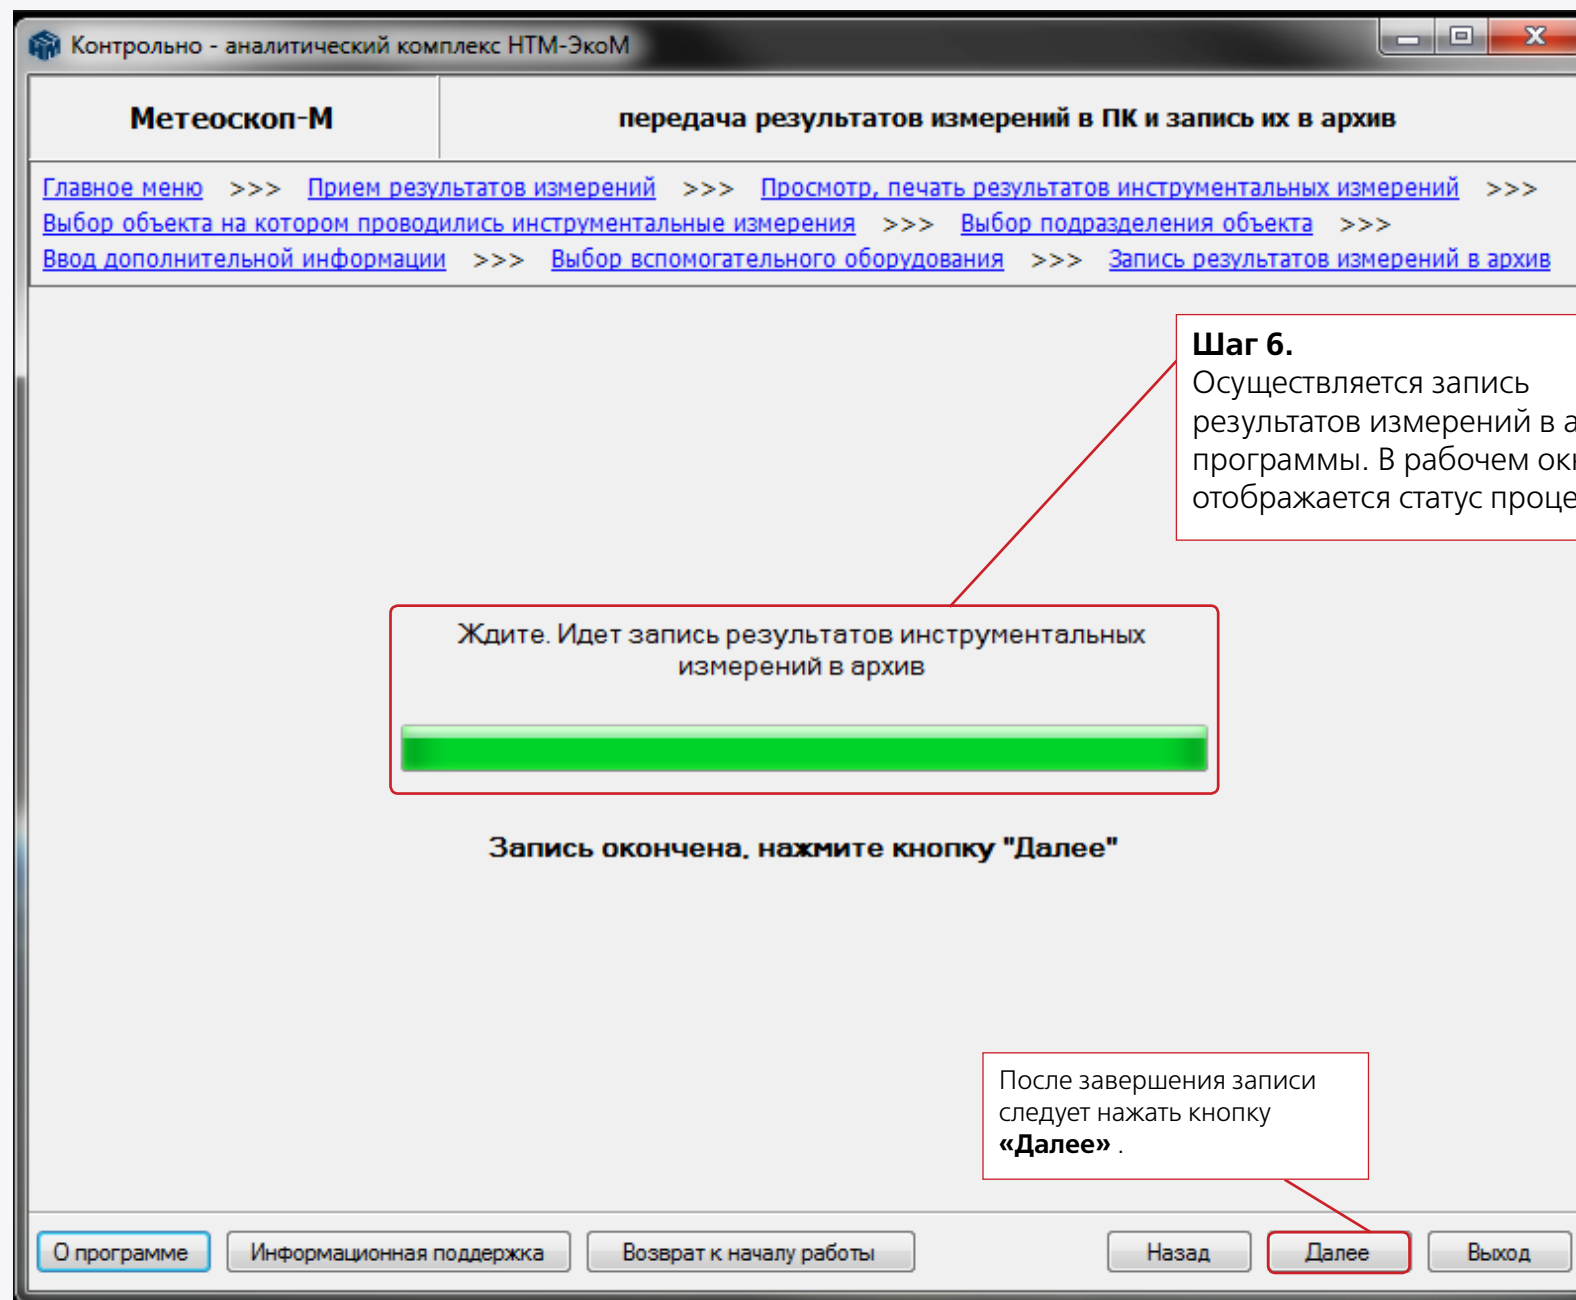 Контрольно - аналитический комплекс НТМ-ЭкоМ
Метеоскоп-М
передача результатов измерений в ПК и запись их в архив
Главное меню >>> Прием результатов измерений >>> Просмотр, печать результатов инструментальных измерений >>>
Выбор объекта на котором проводились инструментальные измерения >>> Выбор подразделения объекта >>>
Ввод дополнительной информации >>> Выбор вспомогательного оборудования >>> Запись результатов измерений в архив
Шаг 6.
Осуществляется запись
результатов измерений в
программы. В рабочем
отображается статус
Ждите. Идет запись результатов инструментальных
измерений в архив
Запись окончена, нажмите кнопку "Далее"
После завершения записи
следует нажать кнопку
«Далее» .
О программе
Информационная поддержка
Возврат к началу работы
Назад
Далее
Выход